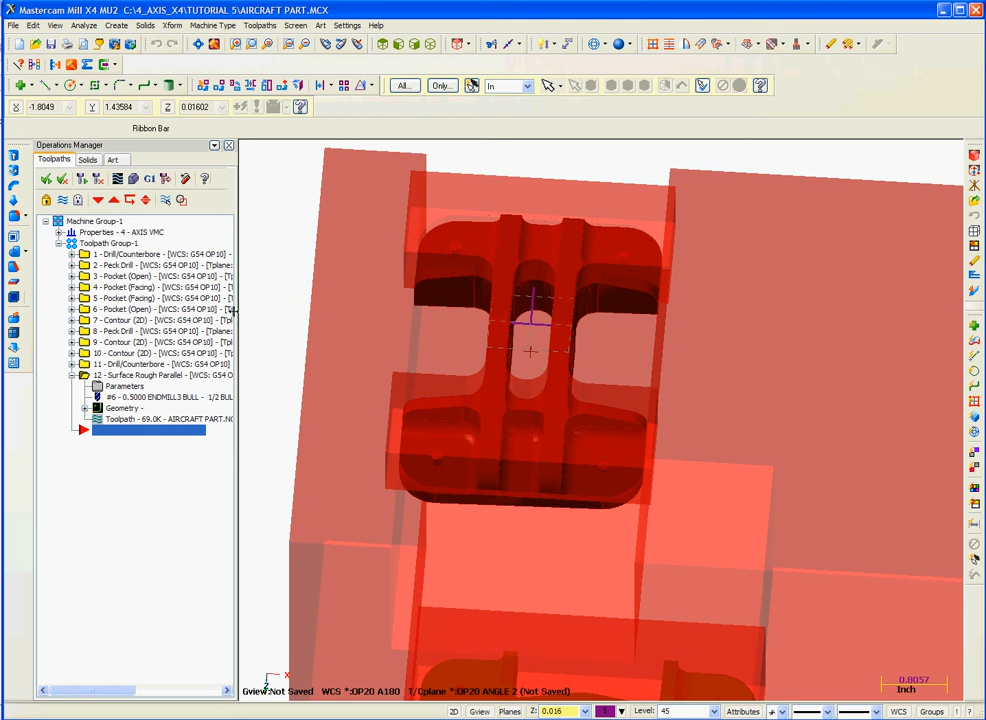 Mastercam Mill X4 MU2 C:\4_AXIS_X4\TUTORIAL 5\AIRCRAFT PART.MCX
File Edit View Analyze Create Solids Xform Machine Type Toolpaths Screen Art Settings Help
All... Only... In
X -1.8049 Y 1.43584 Z 0.01602
Ribbon Bar
Operations Manager
Toolpaths Solids Art
G1
Machine Group-1
Properties - 4 - AXIS VMC
Toolpath Group-1
1 - Drill/Counterbore - [WCS: G54 OP10] - [Tp
2 - Peck Drill - [WCS: G54 OP10] - [Tplane:
3 - Pocket (Open) - [WCS: G54 OP10] - [Tp
4 - Pocket (Facing) - [WCS: G54 OP10] - [
5 - Pocket (Facing) - [WCS: G54 OP10] - [
6 - Pocket (Open) - [WCS: G54 OP10] -
7 - Contour (2D) - [WCS: G54 OP10] - [Tpl
8 - Peck Drill - [WCS: G54 OP10] - [Tplane:
9 - Contour (2D) - [WCS: G54 OP10] - [Tpl
10 - Contour (2D) - [WCS: G54 OP10] - [Tp
11 - Drill/Counterbore - [WCS: G54 OP10]
12 - Surface Rough Parallel - [WCS: G54 O
Parameters
#6 - 0.5000 ENDMILL3 BULL - 1/2 BUL
Geometry -
Toolpath - 69.0K - AIRCRAFT PART.NC
X
Gview:Not Saved WCS *:OP20 A180 T/Cplane *:OP20 ANGLE 2 (Not Saved)
0.8057
Inch
2D Gview Planes Z: 0.016 Level: 45 Attributes WCS Groups ! ?